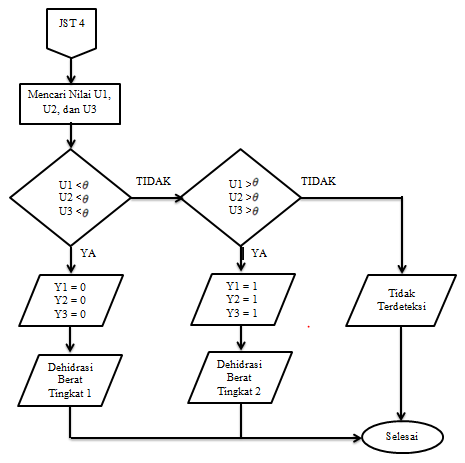 JST 4
Mencari Nilai U1,
U2, dan U3
U1 <θ
U2 <θ
U3 <θ
TIDAK
U1 >θ
U2 >θ
U3 >θ
TIDAK
YA
YA
Y1 = 0
Y2 = 0
Y3 = 0
Y1 = 1
Y2 = 1
Y3 = 1
Tidak
Terdeteksi
Dehidrasi
Berat
Tingkat 1
Dehidrasi
Berat
Tingkat 2
Selesai